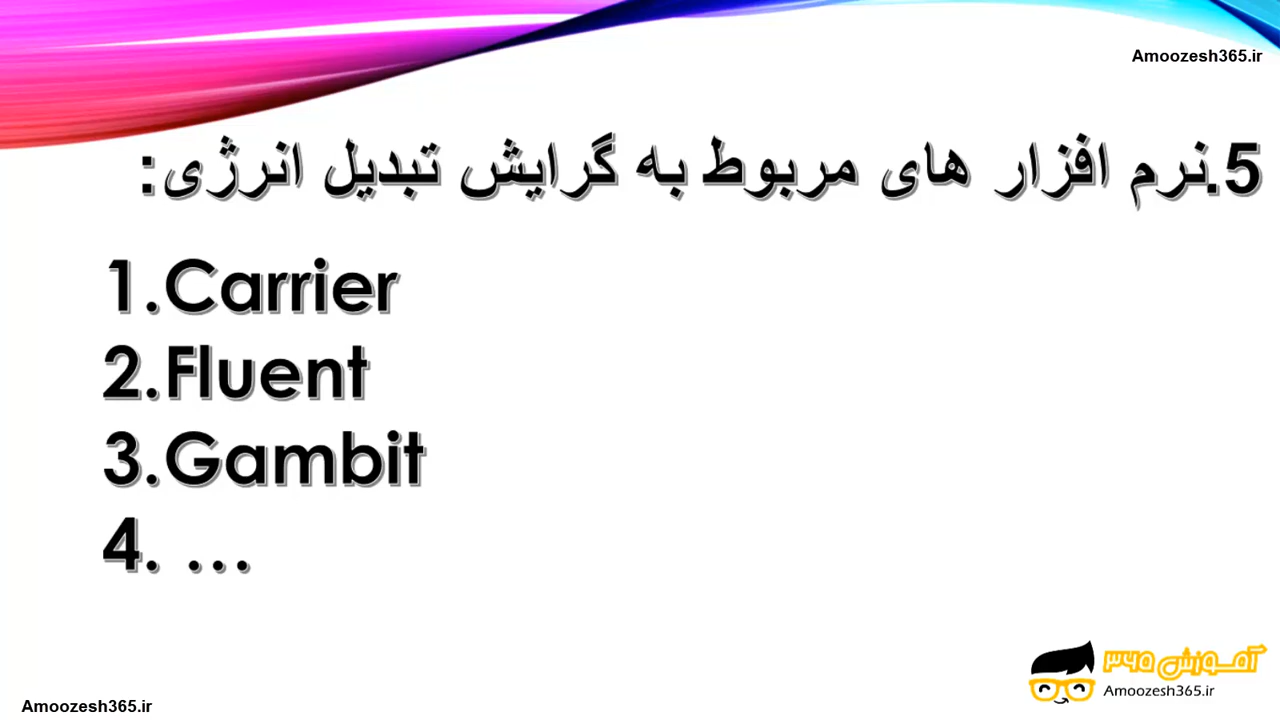 Amoozesh365.ir
5.نرم افزار های مربوط به گرایش تبدیل انرژی:
1.Carrier
2.Fluent
3.Gambit
4. ...
آموزش ۳۶۵
Amoozesh365.ir
Amoozesh365.ir